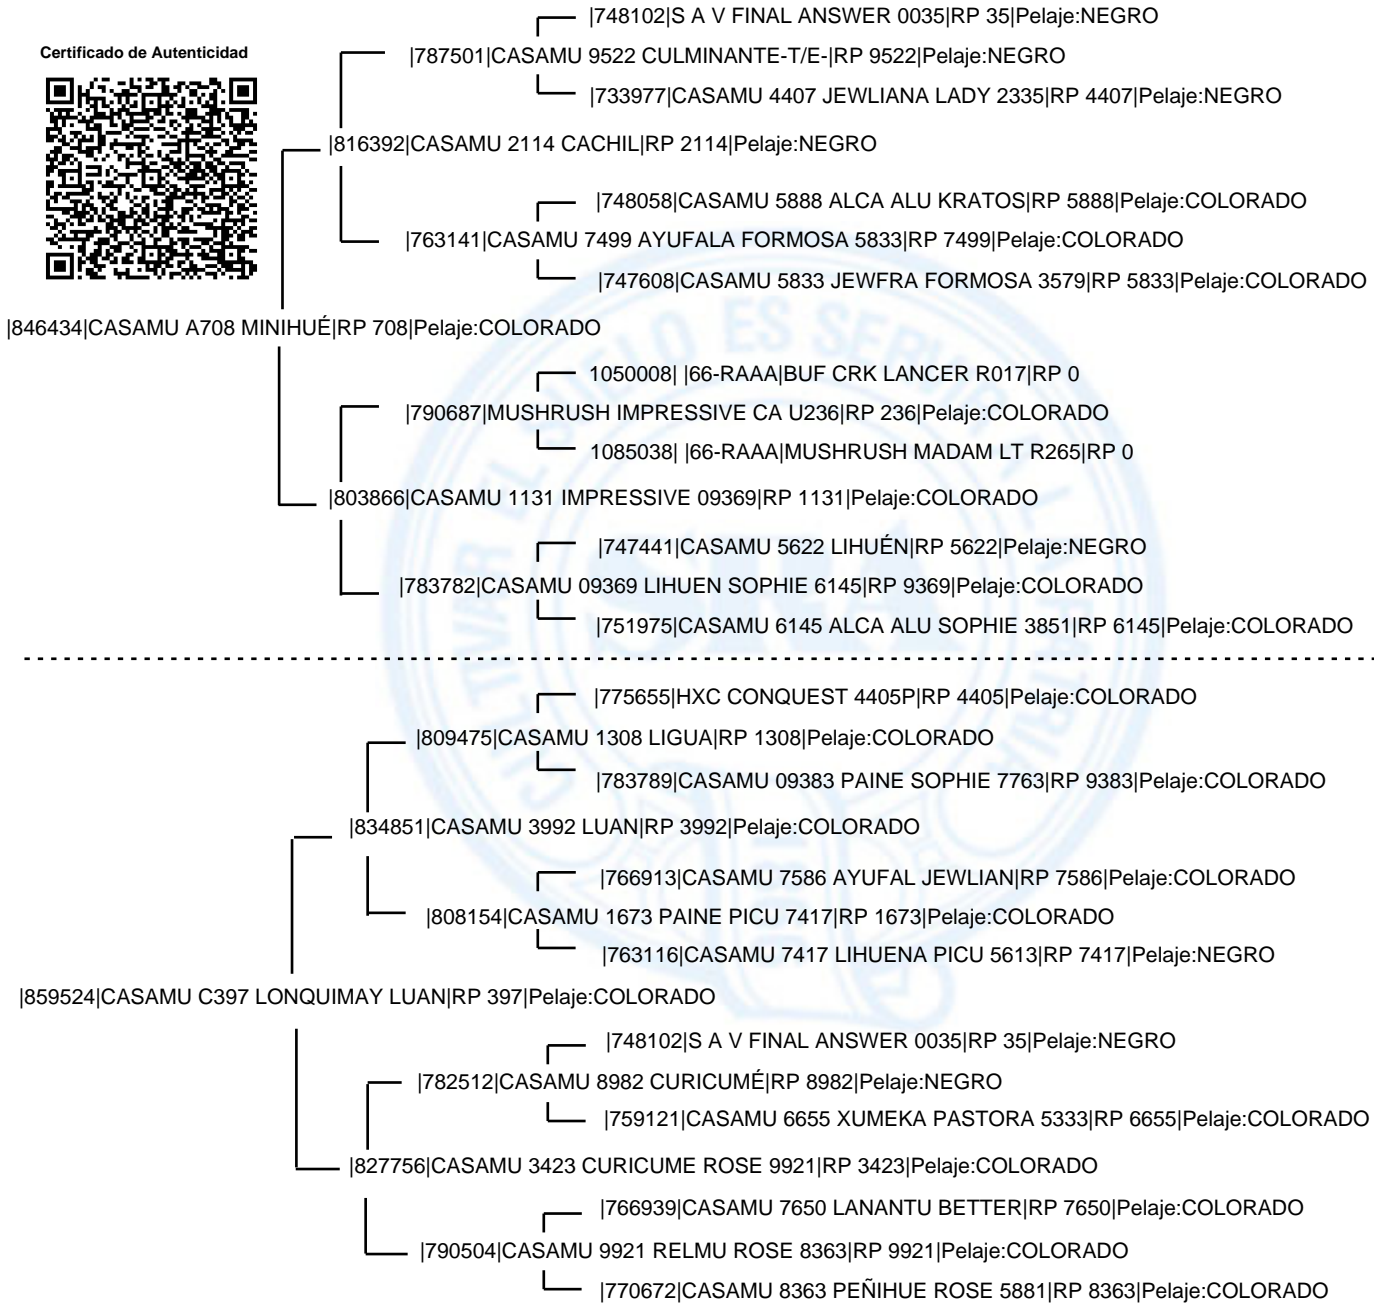 |748102|S A V FINAL ANSWER 0035|RP 35|Pelaje:NEGRO
Certificado de Autenticidad
|787501|CASAMU 9522 CULMINANTE-T/E-|RP 9522|Pelaje:NEGRO
|733977|CASAMU 4407 JEWLIANA LADY 2335|RP 4407|Pelaje:NEGRO
|816392|CASAMU 2114 CACHIL|RP 2114|Pelaje:NEGRO
|748058|CASAMU 5888 ALCA ALU KRATOS|RP 5888|Pelaje:COLORADO
|763141|CASAMU 7499 AYUFALA FORMOSA 5833|RP 7499|Pelaje:COLORADO
|747608|CASAMU 5833 JEWFRA FORMOSA 3579|RP 5833|Pelaje:COLORADO
|846434|CASAMU A708 MINIHUÉ|RP 708|Pelaje:COLORADO
1050008| |66-RAAA|BUF CRK LANCER R017|RP 0
|790687|MUSHRUSH IMPRESSIVE CA U236|RP 236|Pelaje:COLORADO
1085038| |66-RAAA|MUSHRUSH MADAM LT R265|RP 0
|803866|CASAMU 1131 IMPRESSIVE 09369|RP 1131|Pelaje:COLORADO
|747441|CASAMU 5622 LIHUÉN|RP 5622|Pelaje:NEGRO
|783782|CASAMU 09369 LIHUEN SOPHIE 6145|RP 9369|Pelaje:COLORADO
|751975|CASAMU 6145 ALCA ALU SOPHIE 3851|RP 6145|Pelaje:COLORADO
|775655|HXC CONQUEST 4405P|RP 4405|Pelaje:COLORADO
|809475|CASAMU 1308 LIGUA|RP 1308|Pelaje:COLORADO
|783789|CASAMU 09383 PAINE SOPHIE 7763|RP 9383|Pelaje:COLORADO
|834851|CASAMU 3992 LUAN|RP 3992|Pelaje:COLORADO
|766913|CASAMU 7586 AYUFAL JEWLIAN|RP 7586|Pelaje:COLORADO
|808154|CASAMU 1673 PAINE PICU 7417|RP 1673|Pelaje:COLORADO
|763116|CASAMU 7417 LIHUENA PICU 5613|RP 7417|Pelaje:NEGRO
|859524|CASAMU C397 LONQUIMAY LUAN|RP 397|Pelaje:COLORADO
|748102|S A V FINAL ANSWER 0035|RP 35|Pelaje:NEGRO
|782512|CASAMU 8982 CURICUMÉ|RP 8982|Pelaje:NEGRO
|759121|CASAMU 6655 XUMEKA PASTORA 5333|RP 6655|Pelaje:COLORADO
|827756|CASAMU 3423 CURICUME ROSE 9921|RP 3423|Pelaje:COLORADO
|766939|CASAMU 7650 LANANTU BETTER|RP 7650|Pelaje:COLORADO
|790504|CASAMU 9921 RELMU ROSE 8363|RP 9921|Pelaje:COLORADO
|770672|CASAMU 8363 PEÑIHUE ROSE 5881|RP 8363|Pelaje:COLORADO
CULTIVAR EL SUELO ES SERVIR A LA PATRIA
SRA